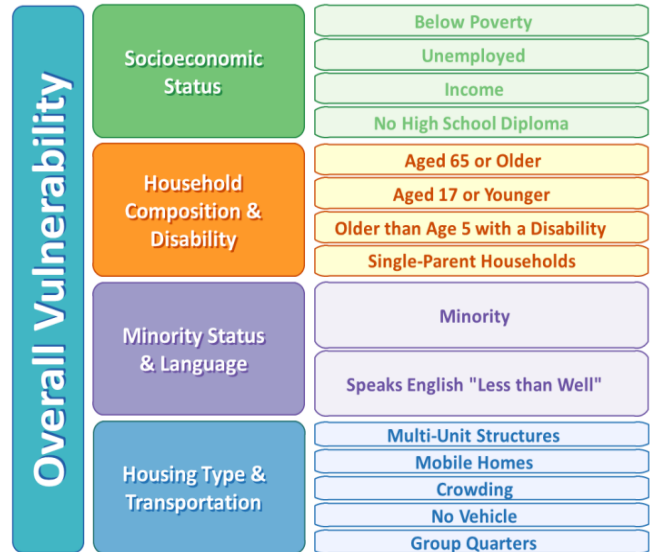 Overall Vulnerability
Socioeconomic
Status
Below Poverty
Unemployed
Income
No High School Diploma
Household
Composition &
Disability
Aged 65 or Older
Aged 17 or Younger
Older than Age 5 with a Disability
Single-Parent Households
Minority Status
& Language
Minority
Speaks English "Less than Well"
Housing Type &
Transportation
Multi-Unit Structures
Mobile Homes
Crowding
No Vehicle
Group Quarters